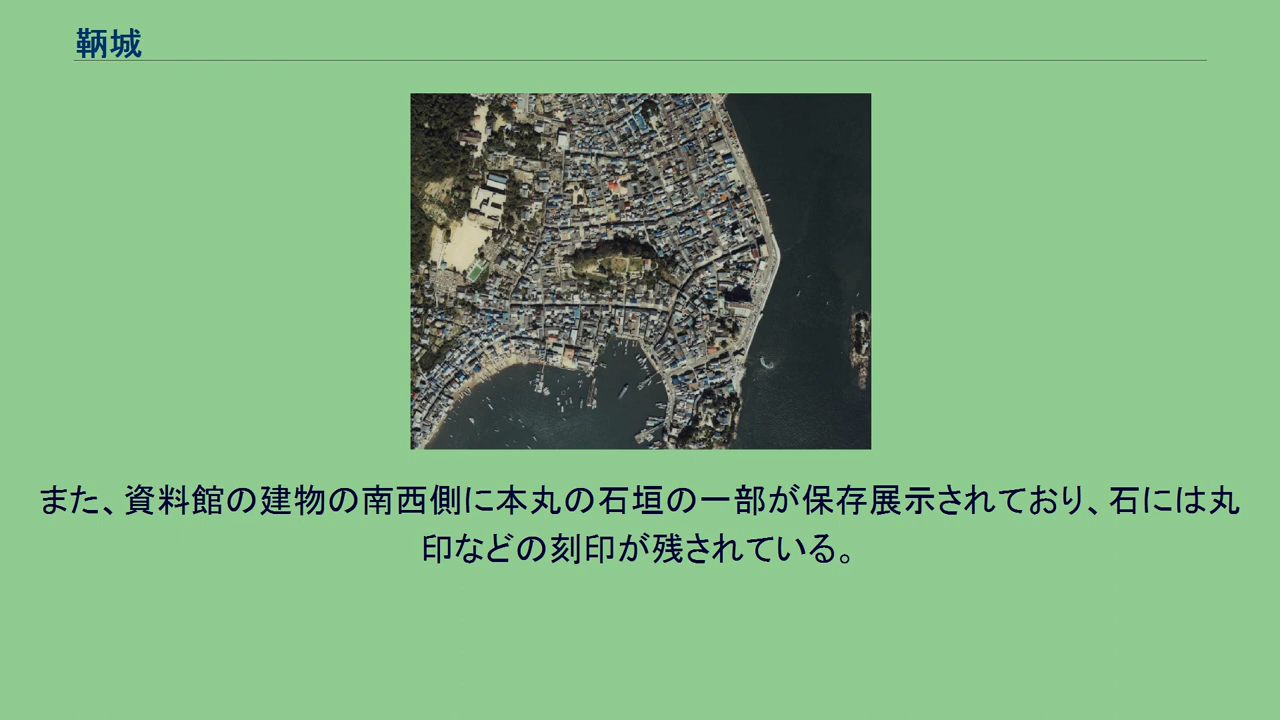 鞆城
また、資料館の建物の南西側に本丸の石垣の一部が保存展示されており、石には丸
印などの刻印が残されている。